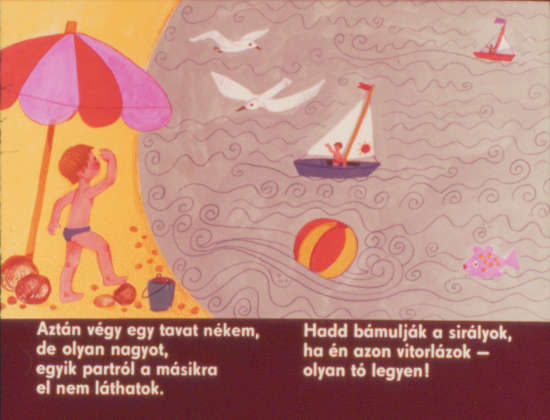 Aztán végy egy tavat nékem,
de olyan nagyot,
egyik partról a másikra
el nem láthatok.
Hadd bámulják a sirályok,
ha én azon vitorlázok —
olyan tó legyen!